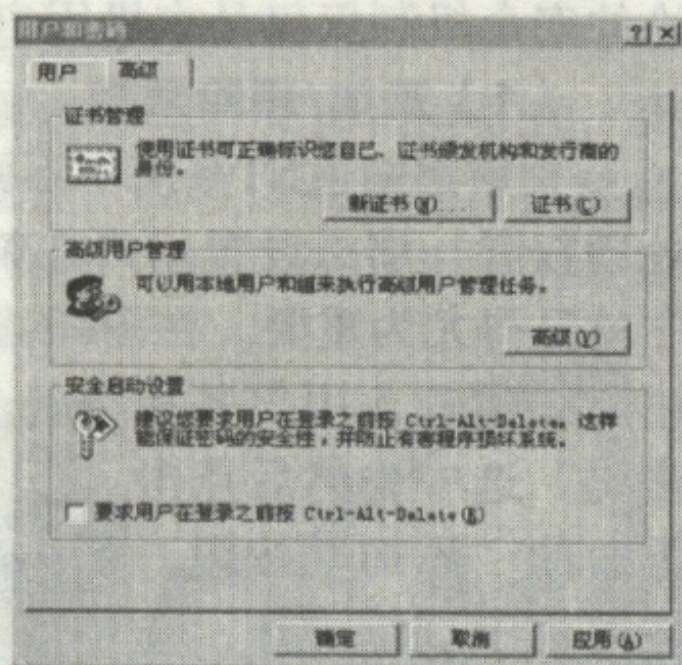 用户和密码
用户 高级
证书管理
使用证书可正确标识您自己、证书颁发机构和发行商的
身份。
新证书(N)... 证书(C)
高级用户管理
可以用本地用户和组来执行高级用户管理任务。
高级(V)
安全启动设置
建议您要求用户在登录之前按 Ctrl-Alt-Delete。这样
能保证密码的安全性,并防止有害程序损坏系统。
要求用户在登录之前按 Ctrl-Alt-Delete(R)
确定 取消 应用(A)